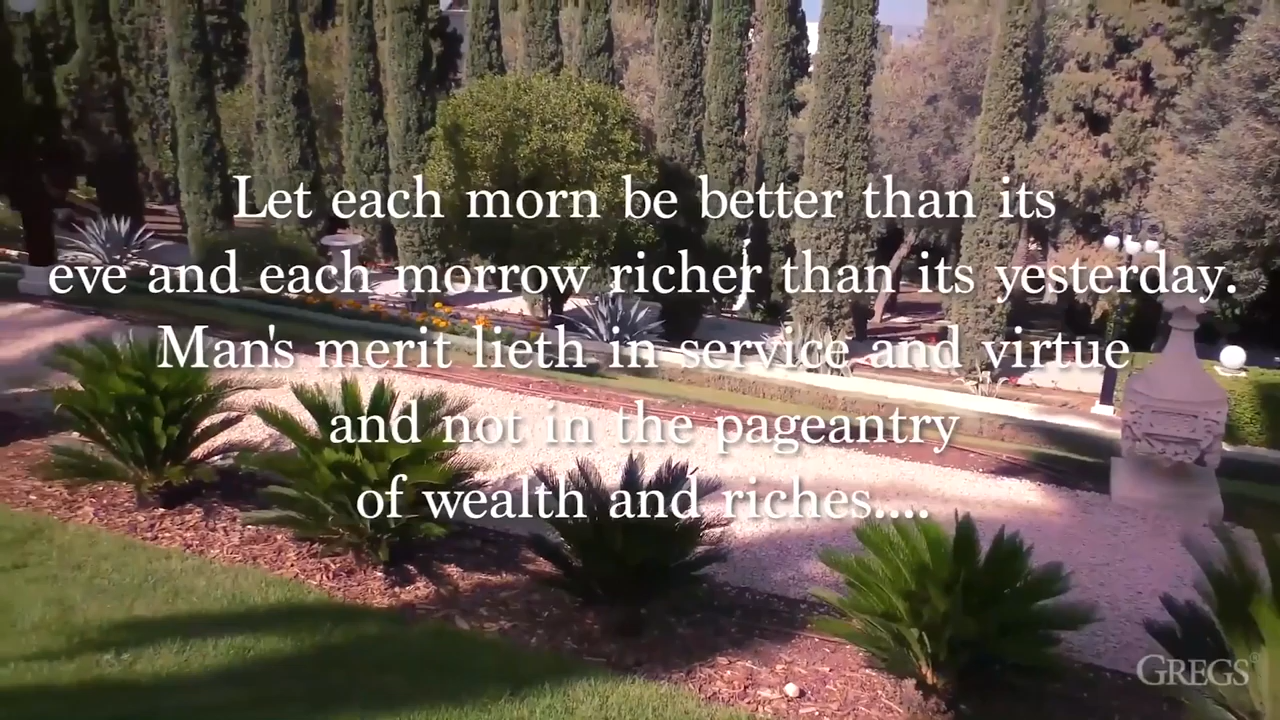 Let each morn be better than its
eve and each morrow richer than its yesterday.
Man's merit lieth in service and virtue
and not in the pageantry
of wealth and riches....
GREGS®